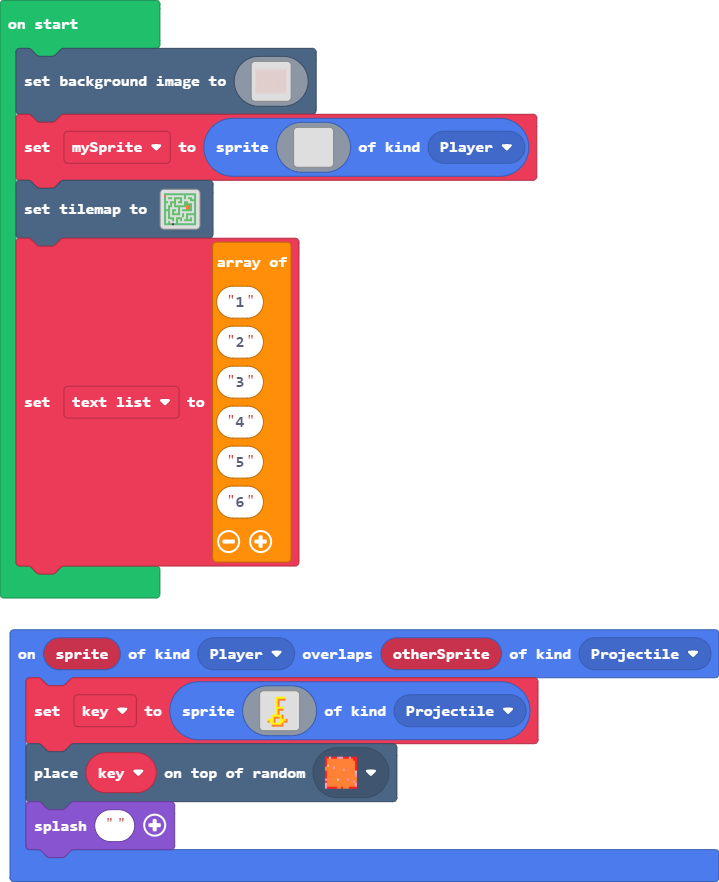 on start
set background image to
set mySprite to sprite of kind Player
set tilemap to
array of
"1"
"2"
"3"
set text list to
"4"
"5"
"6"
on sprite of kind Player overlaps otherSprite of kind Projectile
set key to sprite of kind Projectile
place key on top of random
splash " "